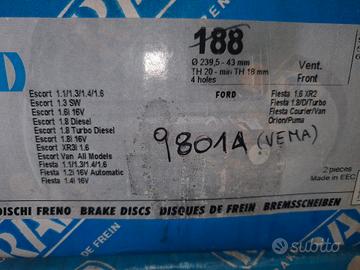 188
Ø 239,5 - 43 mm
TH 20 - min TH 18 mm
4 holes
Vent.
Front
FORD
Escort 1.1/1.3/1.4/1.6
Escort 1.3 SW
Escort 1.6i 16V
Escort 1.8 Diesel
Escort 1.8 Turbo Diesel
Escort 1.8i 16V
Escort XR3i 1.6
Escort Van All Models
Fiesta 1.1/1.3/1.4/1.6
Fiesta 1.2i 16V Automatic
Fiesta 1.4i 16V
Fiesta 1.6 XR2
Fiesta 1.8/D/Turbo
Fiesta Courier/Van
Orion/Puma
9801A (VEMA)
2 pieces
Made in EEC
DISCHI FRENO BRAKE DISCS DISQUES DE FREIN BREMSSCHEIBEN
DE FREIN
subito